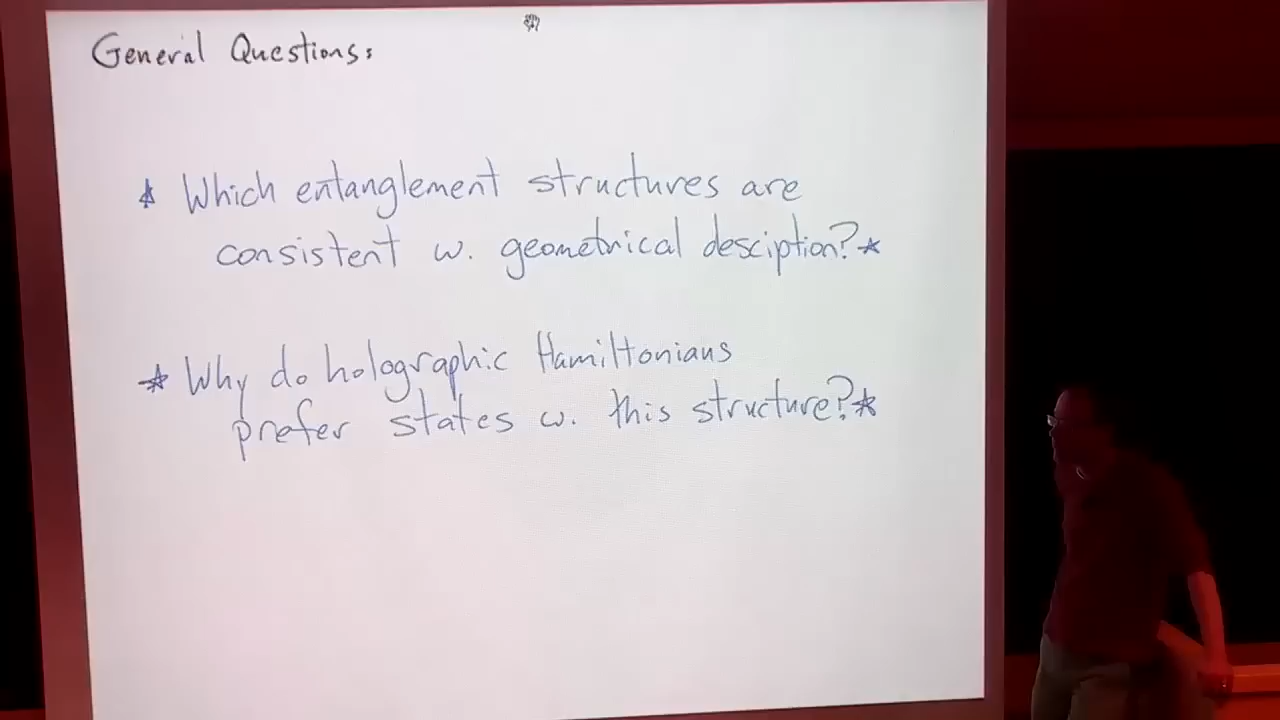 General Questions:
* Which entanglement structures are
consistent w. geometrical desciption?*
* Why do holographic Hamiltonians
prefer states w. this structure?*